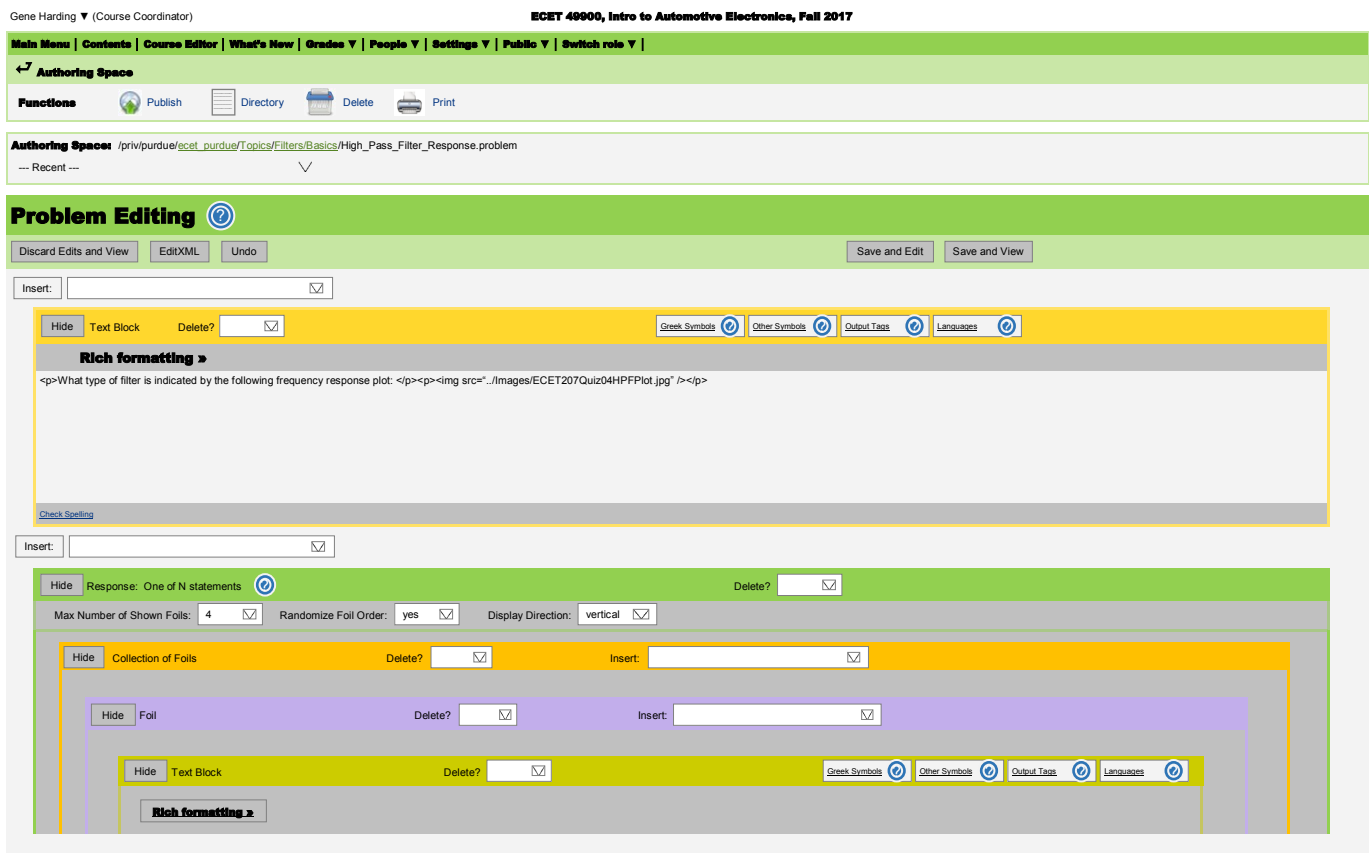 Gene Harding ▼ (Course Coordinator) ECET 49900, Intro to Automotive Electronics, Fall 2017
Main Menu | Contents | Course Editor | What's New | Grades ▼ | People ▼ | Settings ▼ | Public ▼ | Switch role ▼ |
Authoring Space
Functions Publish Directory Delete Print
Authoring Space: /priv/purdue/ecet_purdue/Topics/Filters/Basics/High_Pass_Filter_Response.problem
--- Recent ---
Problem Editing ?
Discard Edits and View EditXML Undo Save and Edit Save and View
Insert:
Hide Text Block Delete? Greek Symbols ? Other Symbols ? Output Tags ? Languages ?
Rich formatting »
<p>What type of filter is indicated by the following frequency response plot: </p><p><img src="../Images/ECET207Quiz04HPFPlot.jpg" /></p>
Check Spelling
Insert:
Hide Response: One of N statements ? Delete?
Max Number of Shown Foils: 4 Randomize Foil Order: yes Display Direction: vertical
Hide Collection of Foils Delete? Insert:
Hide Foil Delete? Insert:
Hide Text Block Delete? Greek Symbols ? Other Symbols ? Output Tags ? Languages ?
Rich formatting »